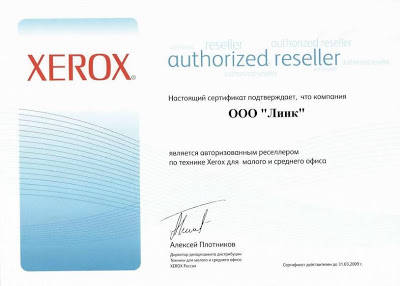 reseller
authorized reseller
XEROX®
authorized reseller
authorized reseller
Настоящий сертификат подтверждает, что компания
ООО "Линк"
является авторизованным реселлером
по технике Xerox для малого и среднего офиса
Алексей Плотников
Директор департамента дистрибуции
Техники для малого и среднего офиса
XEROX Россия
Сертификат действителен до 31.03.2009 г.